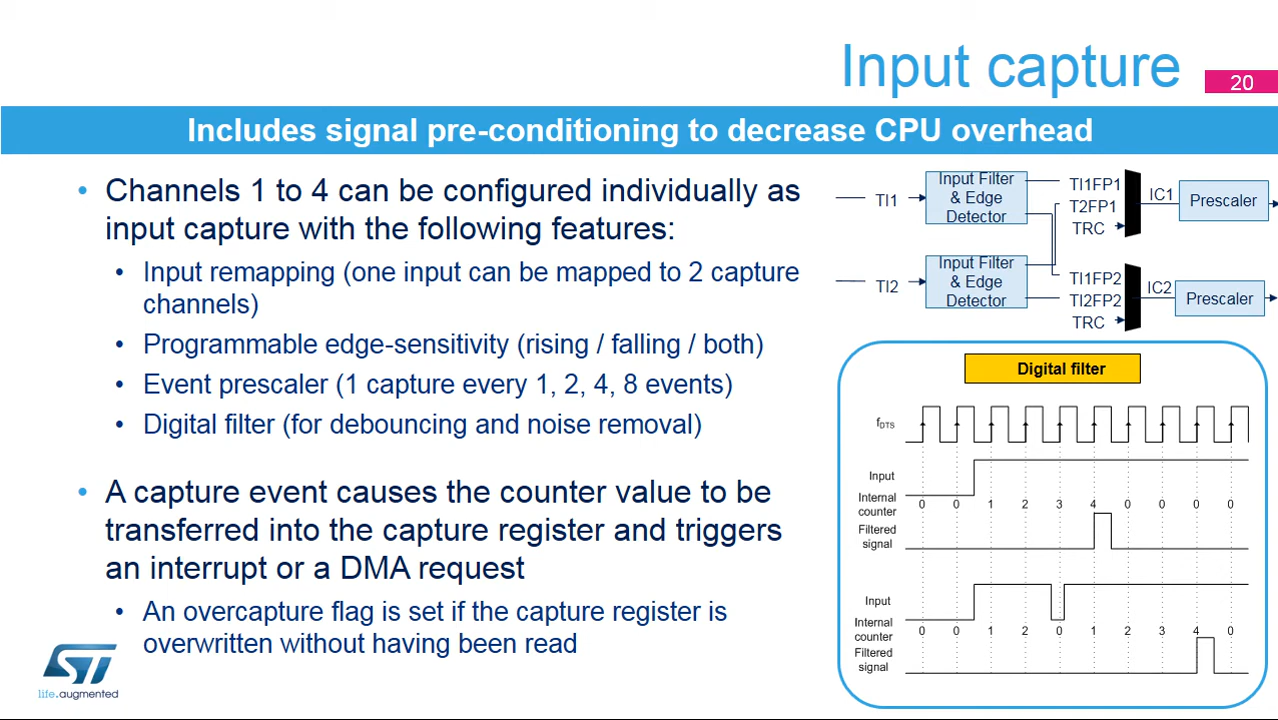 Input capture
20
Includes signal pre-conditioning to decrease CPU overhead
• Channels 1 to 4 can be configured individually as
input capture with the following features:
• Input remapping (one input can be mapped to 2 capture
channels)
• Programmable edge-sensitivity (rising / falling / both)
• Event prescaler (1 capture every 1, 2, 4, 8 events)
• Digital filter (for debouncing and noise removal)
• A capture event causes the counter value to be
transferred into the capture register and triggers
an interrupt or a DMA request
• An overcapture flag is set if the capture register is
overwritten without having been read
ST
life.augmented
TI1
Input Filter
& Edge
Detector
TI1FP1
T2FP1
TRC
IC1
Prescaler
TI2
Input Filter
& Edge
Detector
TI1FP2
TI2FP2
TRC
IC2
Prescaler
Digital filter
fDTS
Input
Internal
counter
0 0 1 2 3 4 0 0 0 0
Filtered
signal
Input
Internal
counter
0 0 1 2 0 1 2 3 4 0
Filtered
signal